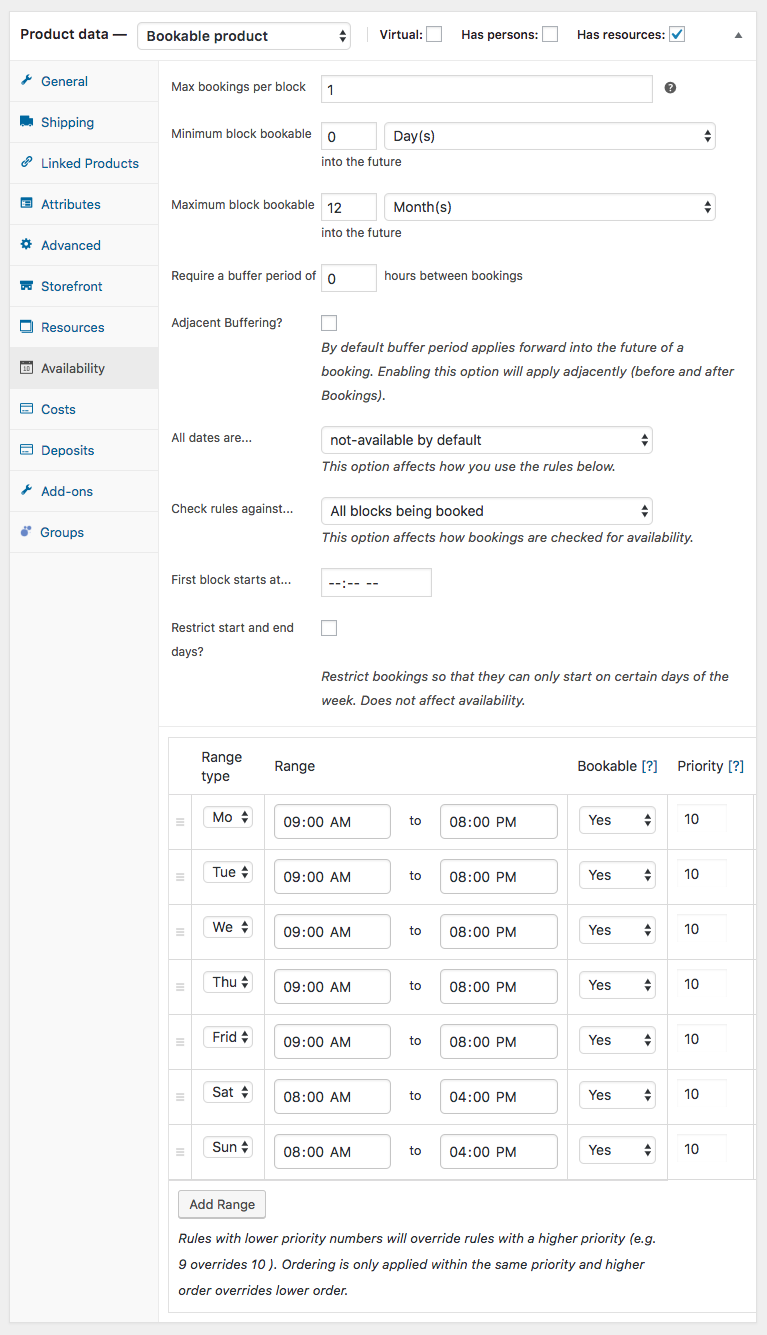 Product data — Bookable product Virtual: Has persons: Has resources:
General
Shipping
Linked Products
Attributes
Advanced
Storefront
Resources
Availability
Costs
Deposits
Add-ons
Groups
Max bookings per block 1 ?
Minimum block bookable 0 Day(s)
into the future
Maximum block bookable 12 Month(s)
into the future
Require a buffer period of 0 hours between bookings
Adjacent Buffering?
By default buffer period applies forward into the future of a
booking. Enabling this option will apply adjacently (before and after
Bookings).
All dates are... not-available by default
This option affects how you use the rules below.
Check rules against... All blocks being booked
This option affects how bookings are checked for availability.
First block starts at... --:-- --
Restrict start and end
days?
Restrict bookings so that they can only start on certain days of the
week. Does not affect availability.
Range
type Range Bookable [?] Priority [?]
Mo 09:00 AM to 08:00 PM Yes 10
Tue 09:00 AM to 08:00 PM Yes 10
We 09:00 AM to 08:00 PM Yes 10
Thu 09:00 AM to 08:00 PM Yes 10
Frid 09:00 AM to 08:00 PM Yes 10
Sat 08:00 AM to 04:00 PM Yes 10
Sun 08:00 AM to 04:00 PM Yes 10
Add Range
Rules with lower priority numbers will override rules with a higher priority (e.g.
9 overrides 10 ). Ordering is only applied within the same priority and higher
order overrides lower order.